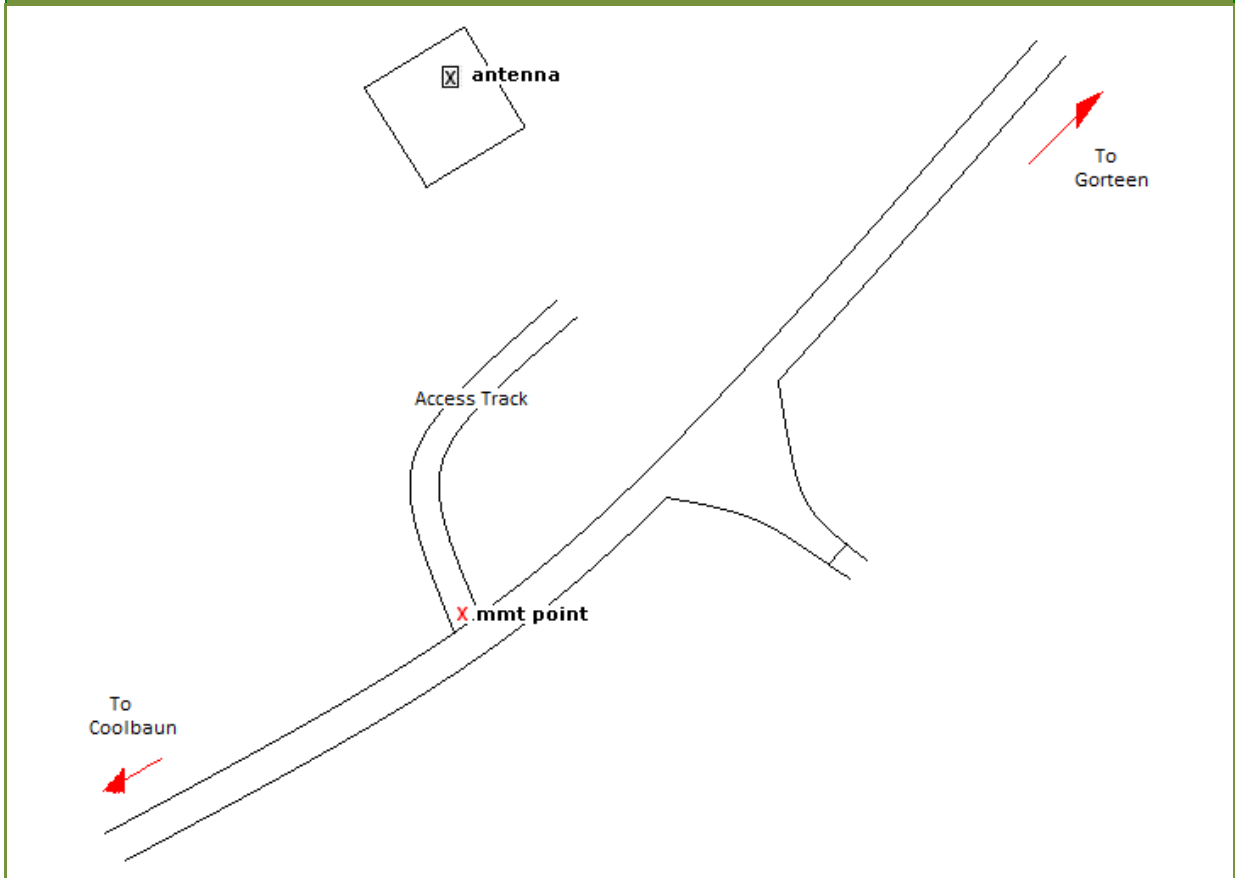 X antenna
To
Gorteen
Access Track
X .mmt point
To
Coolbaun